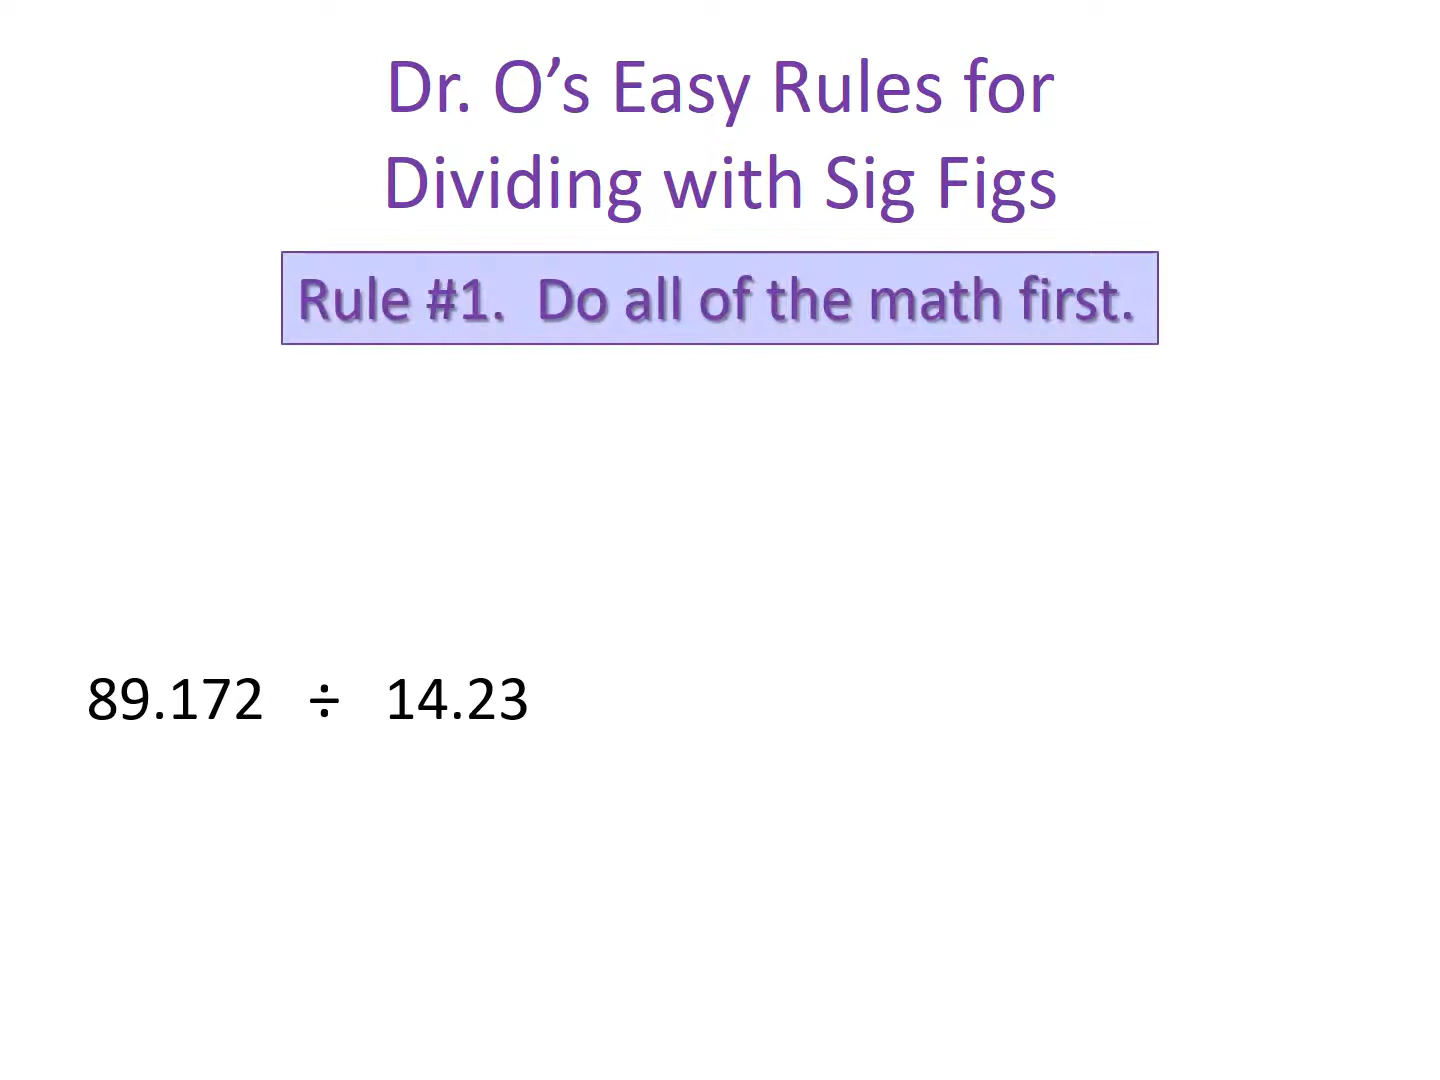 Dr. O’s Easy Rules for
Dividing with Sig Figs
Rule #1. Do all of the math first.
89.172 ÷ 14.23